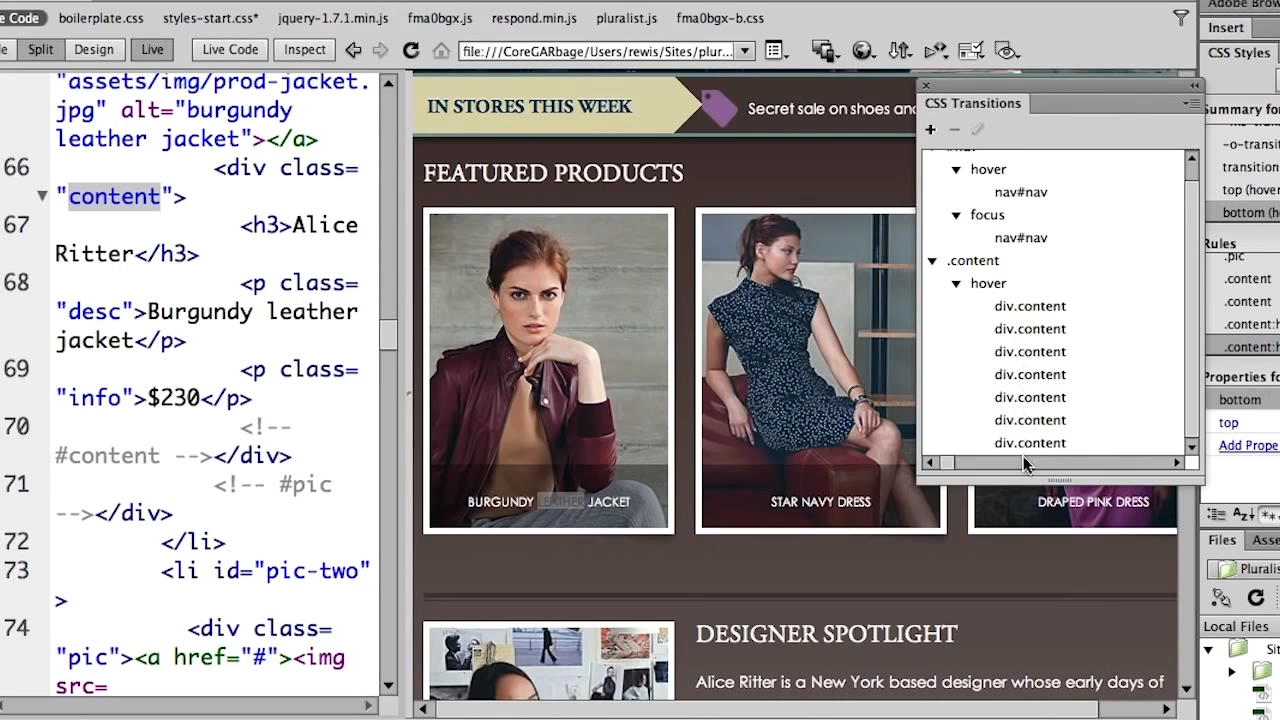 e Code boilerplate.css styles-start.css* jquery-1.7.1.min.js fma0bgx.js respond.min.js pluralist.js fma0bgx-b.css
Split Design Live Live Code Inspect file:///CoreGARbage/Users/rewis/Sites/plur...
"assets/img/prod-jacket.
jpg" alt="burgundy
leather jacket"></a>
66 <div class=
"content">
67 <h3>Alice
Ritter</h3>
68 <p class=
"desc">Burgundy leather
jacket</p>
69 <p class=
"info">$230</p>
70 <!--
#content --></div>
71 <!-- #pic
--></div>
72 </li>
73 <li id="pic-two"
>
74 <div class=
"pic"><a href="#"><img
src=
IN STORES THIS WEEK
Secret sale on shoes and
FEATURED PRODUCTS
BURGUNDY LEATHER JACKET
STAR NAVY DRESS
DRAPED PINK DRESS
DESIGNER SPOTLIGHT
Alice Ritter is a New York based designer whose early days of
CSS Transitions
hover
nav#nav
focus
nav#nav
.content
hover
div.content
div.content
div.content
div.content
div.content
div.content
div.content
Adobe Brow
Insert
CSS Styles
Summary for
-o-transit
transition
top (hover
bottom (h
Rules
.pic
.content
.content
.content:h
.content:h
Properties fo
bottom
top
Add Prope
Files Asse
Pluralis
Local Files
Sit